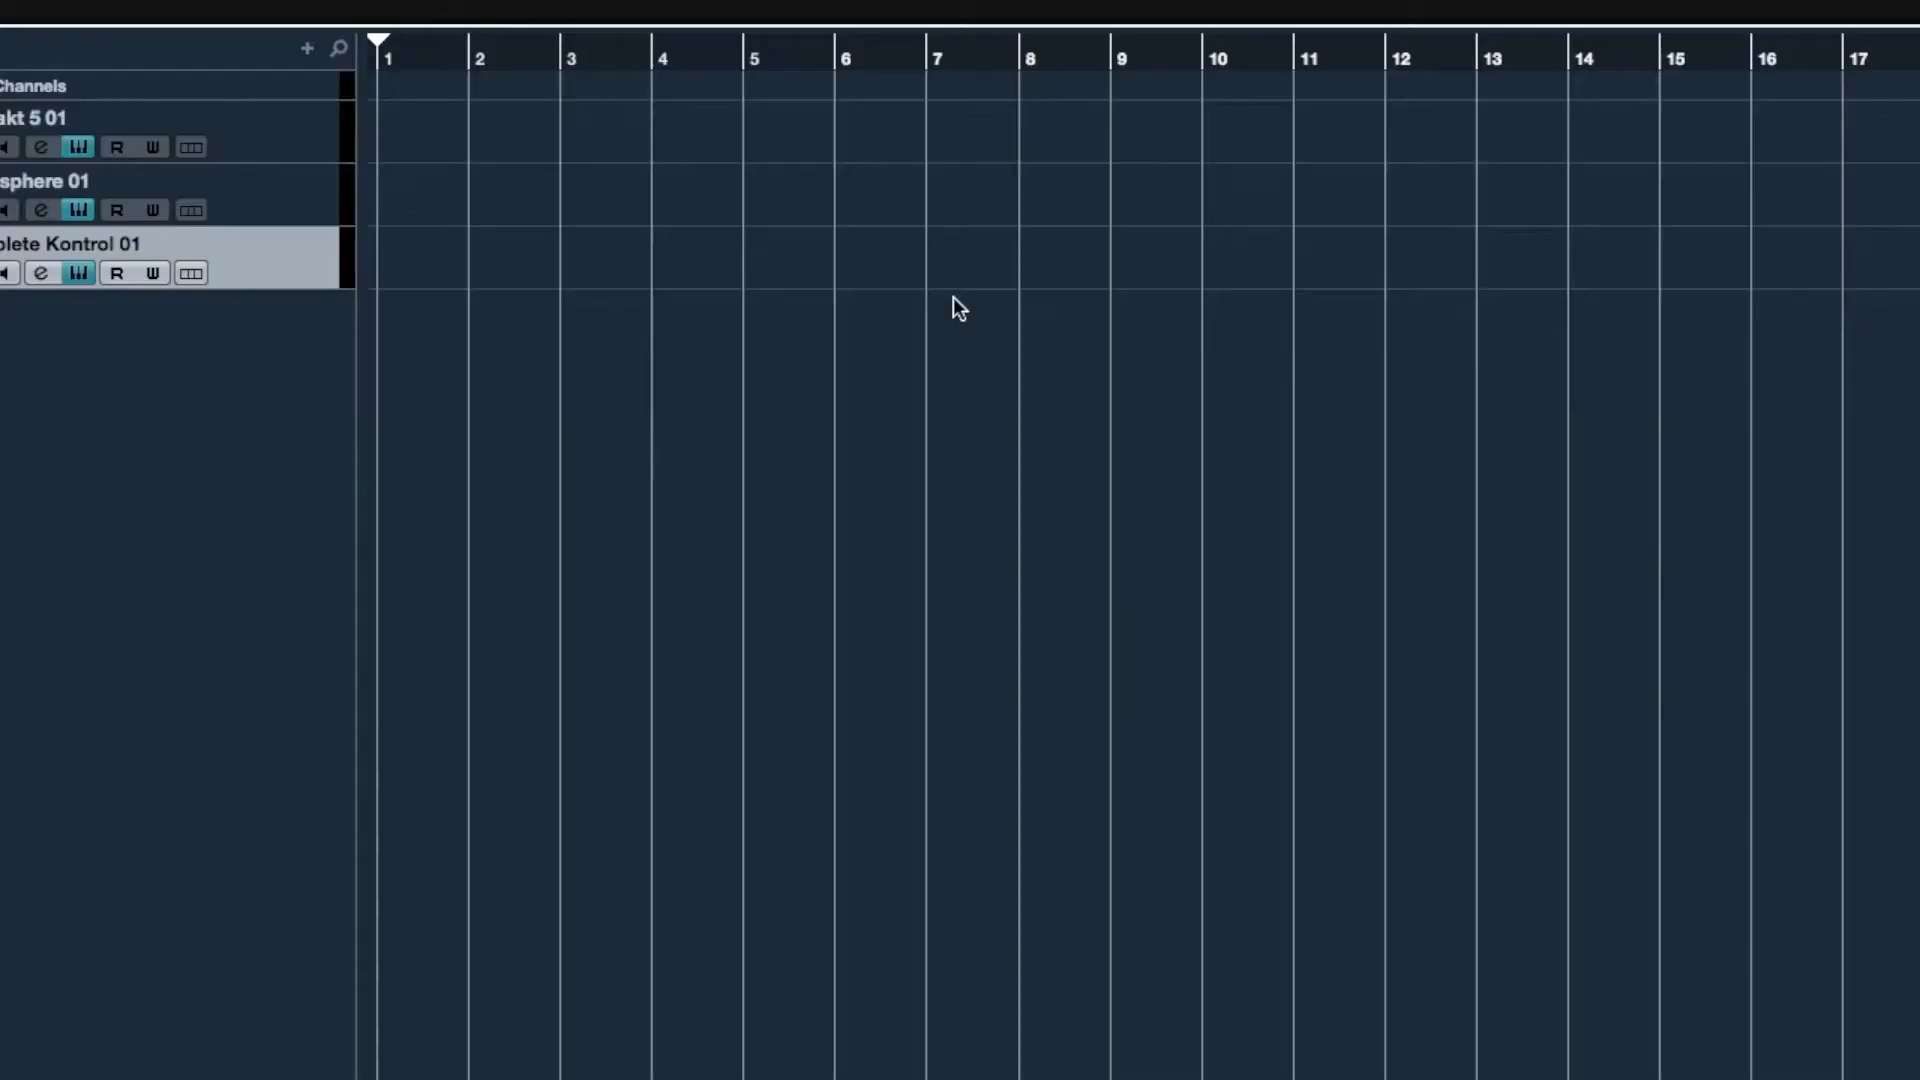 1 2 3 4 5 6 7 8 9 10 11 12 13 14 15 16 17
Channels
akt 5 01
e R W
sphere 01
e R W
plete Kontrol 01
e R W